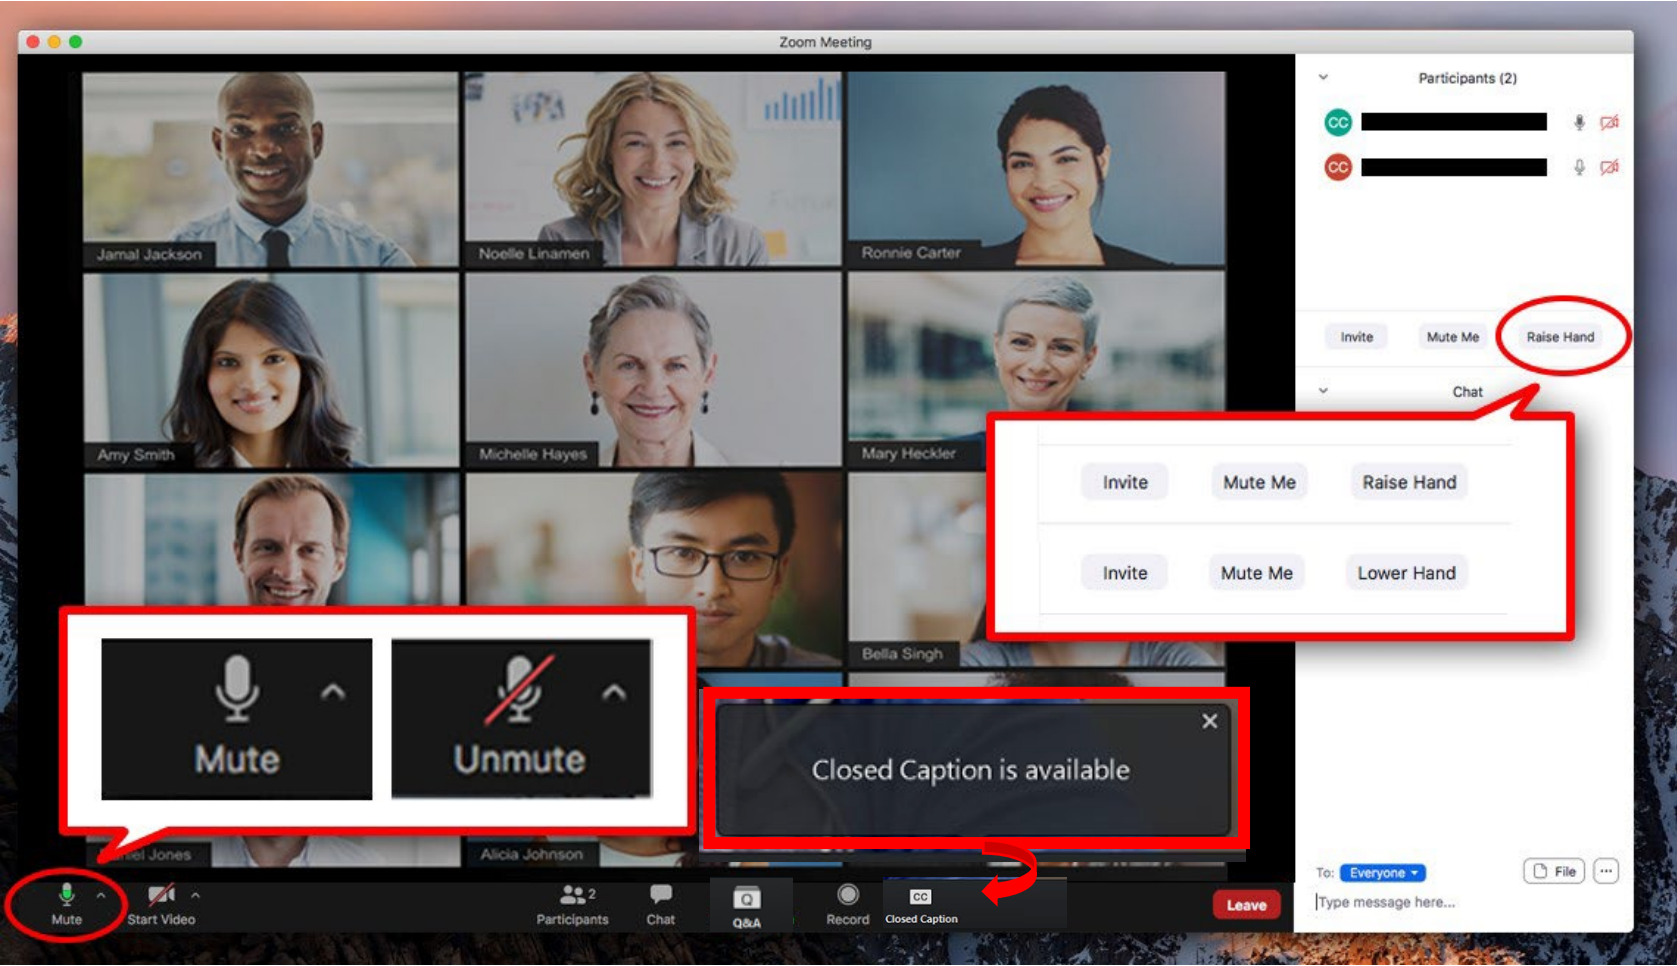 Zoom Meeting
Participants (2)
CC
CC
Jamal Jackson
Noelle Linamen
Ronnie Carter
Invite Mute Me Raise Hand
Chat
Amy Smith
Michelle Hayes
Mary Heckler
Invite Mute Me Raise Hand
Invite Mute Me Lower Hand
Bella Singh
Mute Unmute
Closed Caption is available
Jones
Alicia Johnson
To: Everyone File
Type message here...
Mute Start Video Participants 2 Chat Q Q&A Record CC Closed Caption Leave